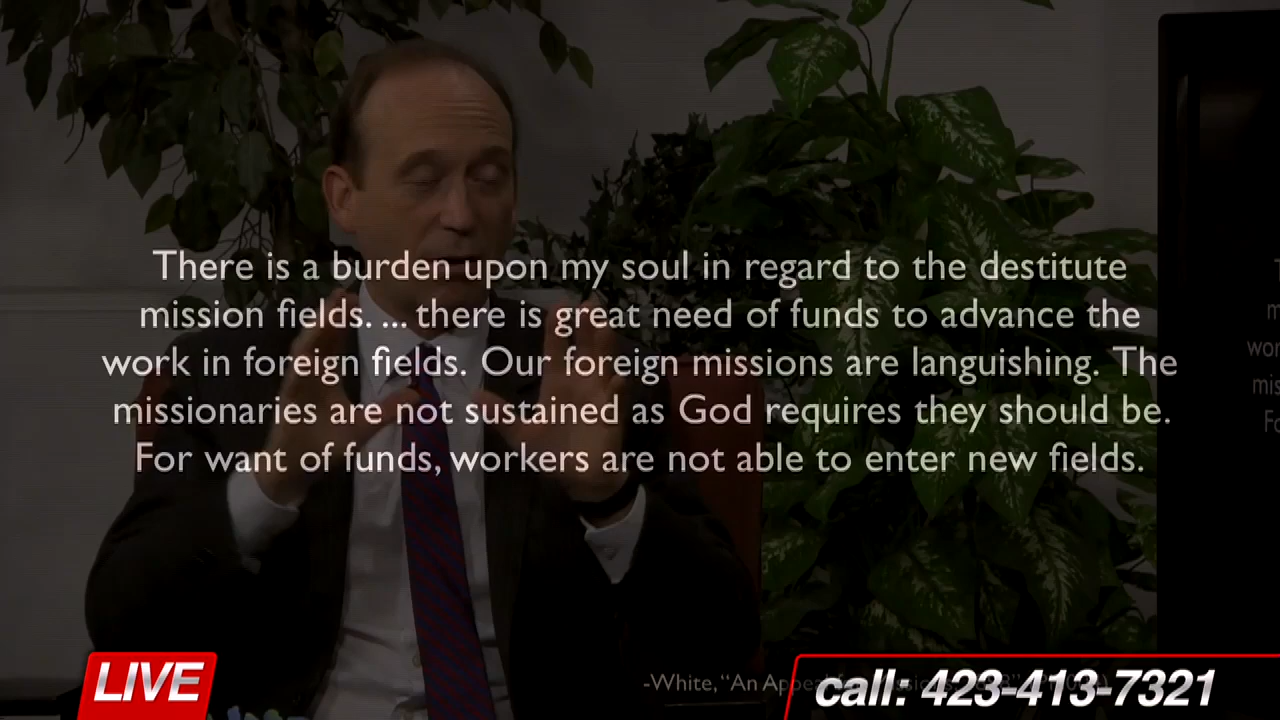 There is a burden upon my soul in regard to the destitute
mission fields. ... there is great need of funds to advance the
work in foreign fields. Our foreign missions are languishing. The
missionaries are not sustained as God requires they should be.
For want of funds, workers are not able to enter new fields.
-White, “An Appeal
LIVE
call: 423-413-7321